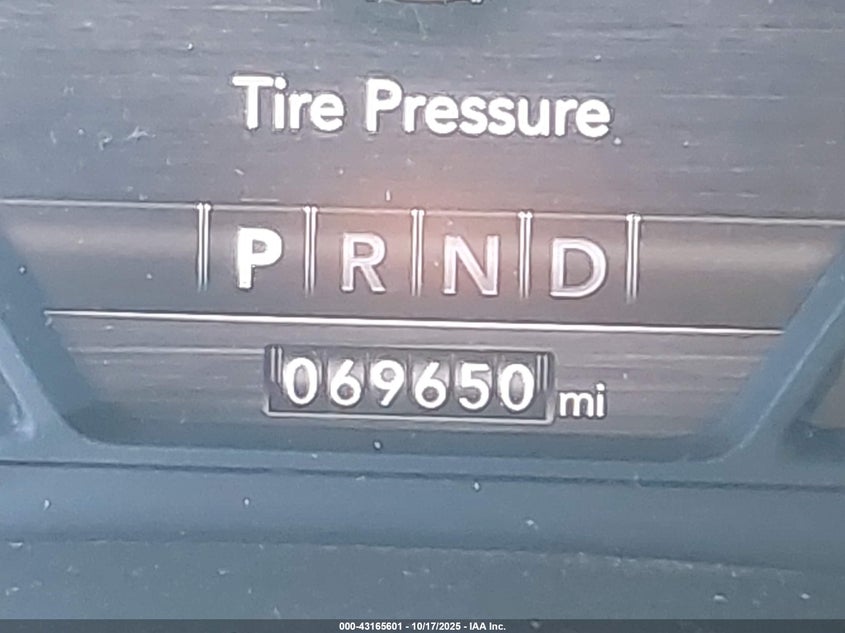 Tire Pressure
P R N D
069650 mi
000-43165601 - 10/17/2025 - IAA Inc.